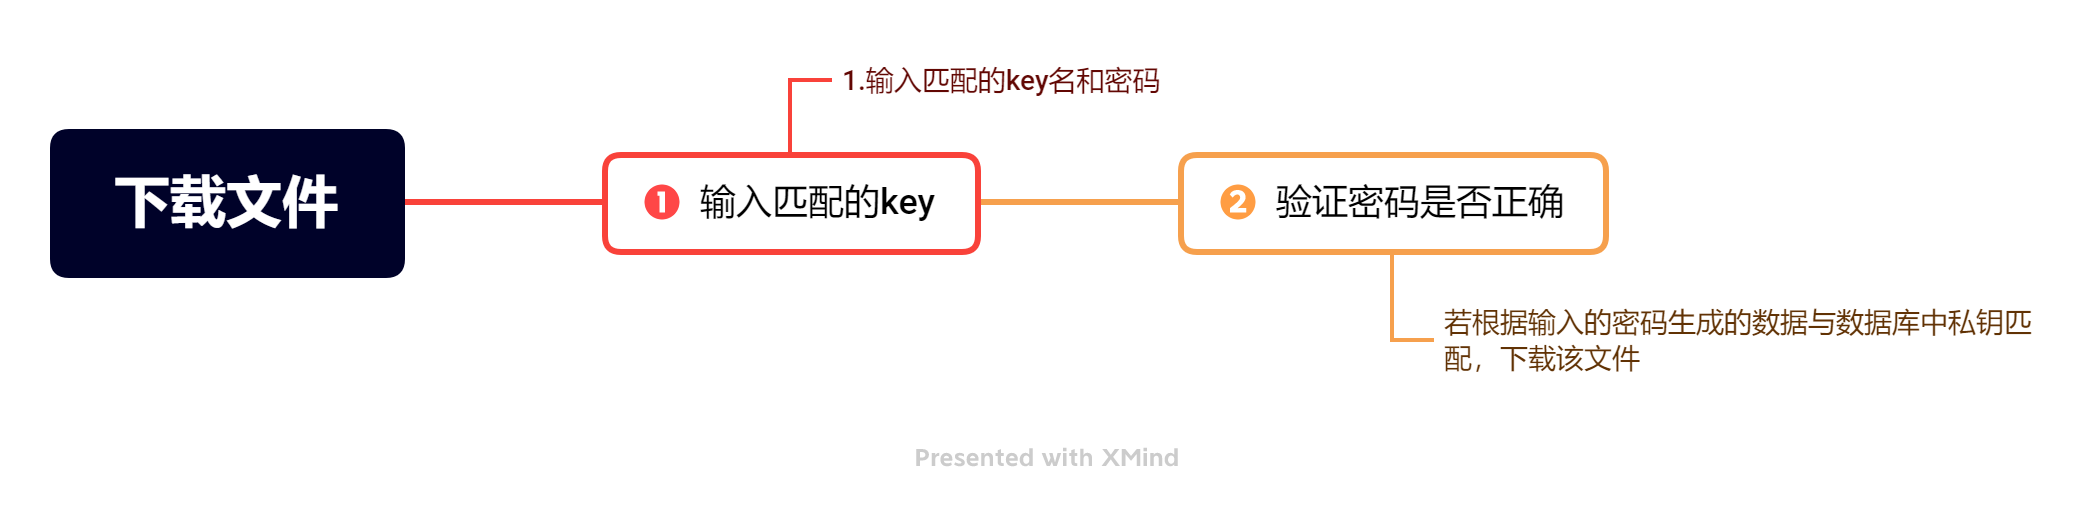 1.输入匹配的key名和密码
下载文件
1 输入匹配的key
2 验证密码是否正确
若根据输入的密码生成的数据与数据库中私钥匹
配，下载该文件
Presented with XMind